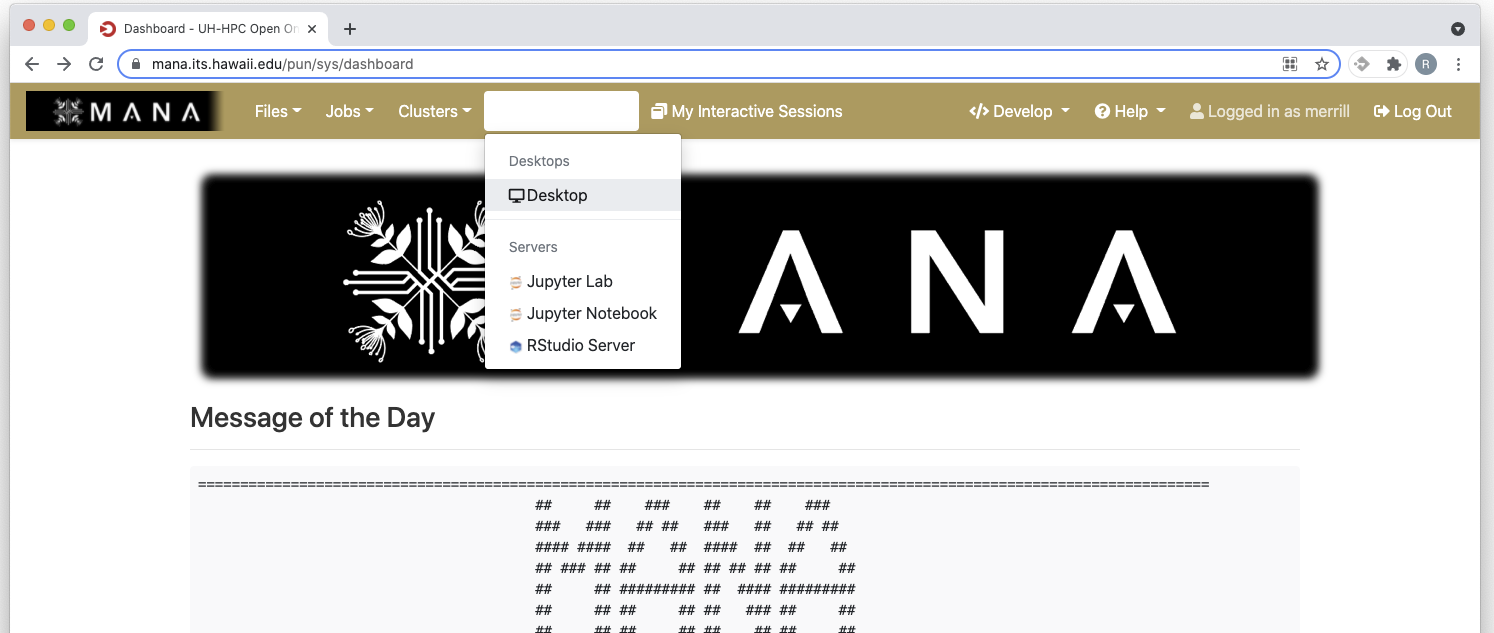 Dashboard - UH-HPC Open On
mana.its.hawaii.edu/pun/sys/dashboard
R
MANA
Files Jobs Clusters My Interactive Sessions </> Develop Help Logged in as merrill Log Out
Desktops
Desktop
Servers
Jupyter Lab
Jupyter Notebook
RStudio Server
ANA
Message of the Day
========================================================================================================================
##     ##    ###    ##    ##    ###
###   ###   ## ##   ###   ##   ## ##
#### ####  ##   ##  ####  ##  ##   ##
## ### ## ##     ## ## ## ## ##     ##
##     ## ######### ##  #### #########
##     ## ##     ## ##   ### ##     ##
##     ## ##     ## ##    ## ##     ##